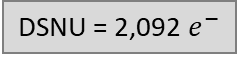 DSNU = 2,092 e⁻